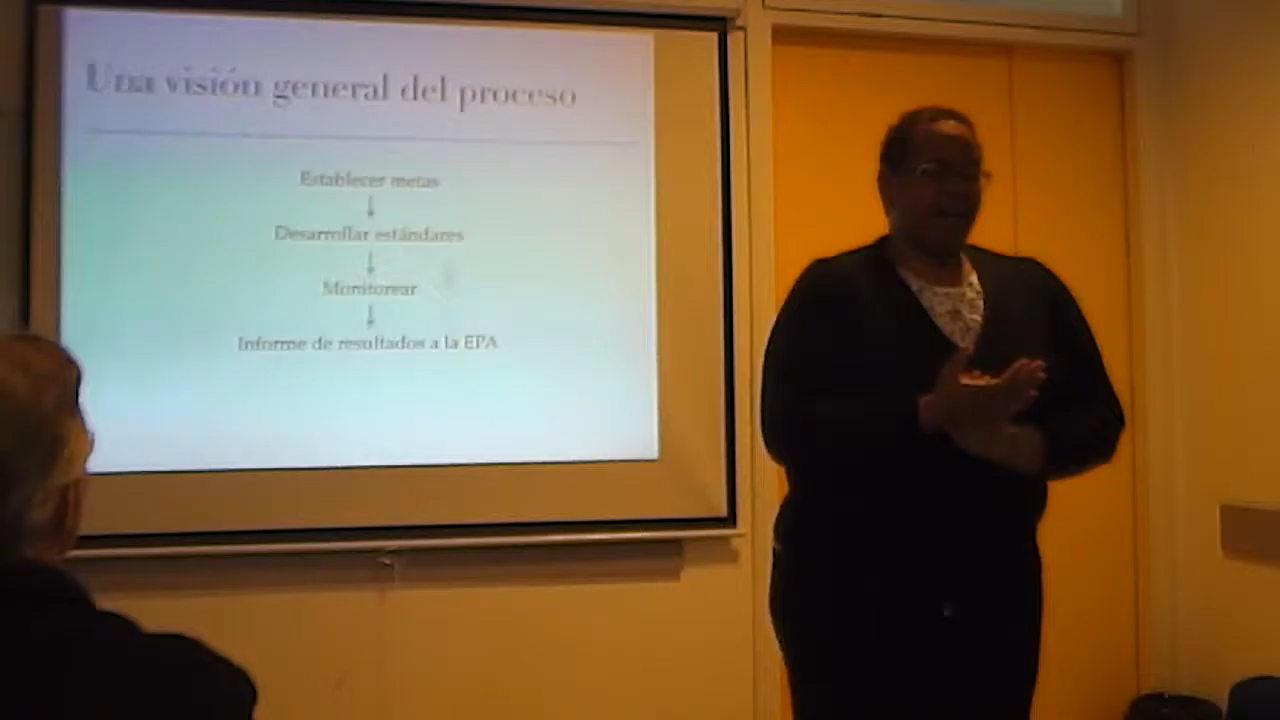 Una visión general del proceso
Establecer metas
Desarrollar estándares
Monitorear
Informe de resultados a la EPA